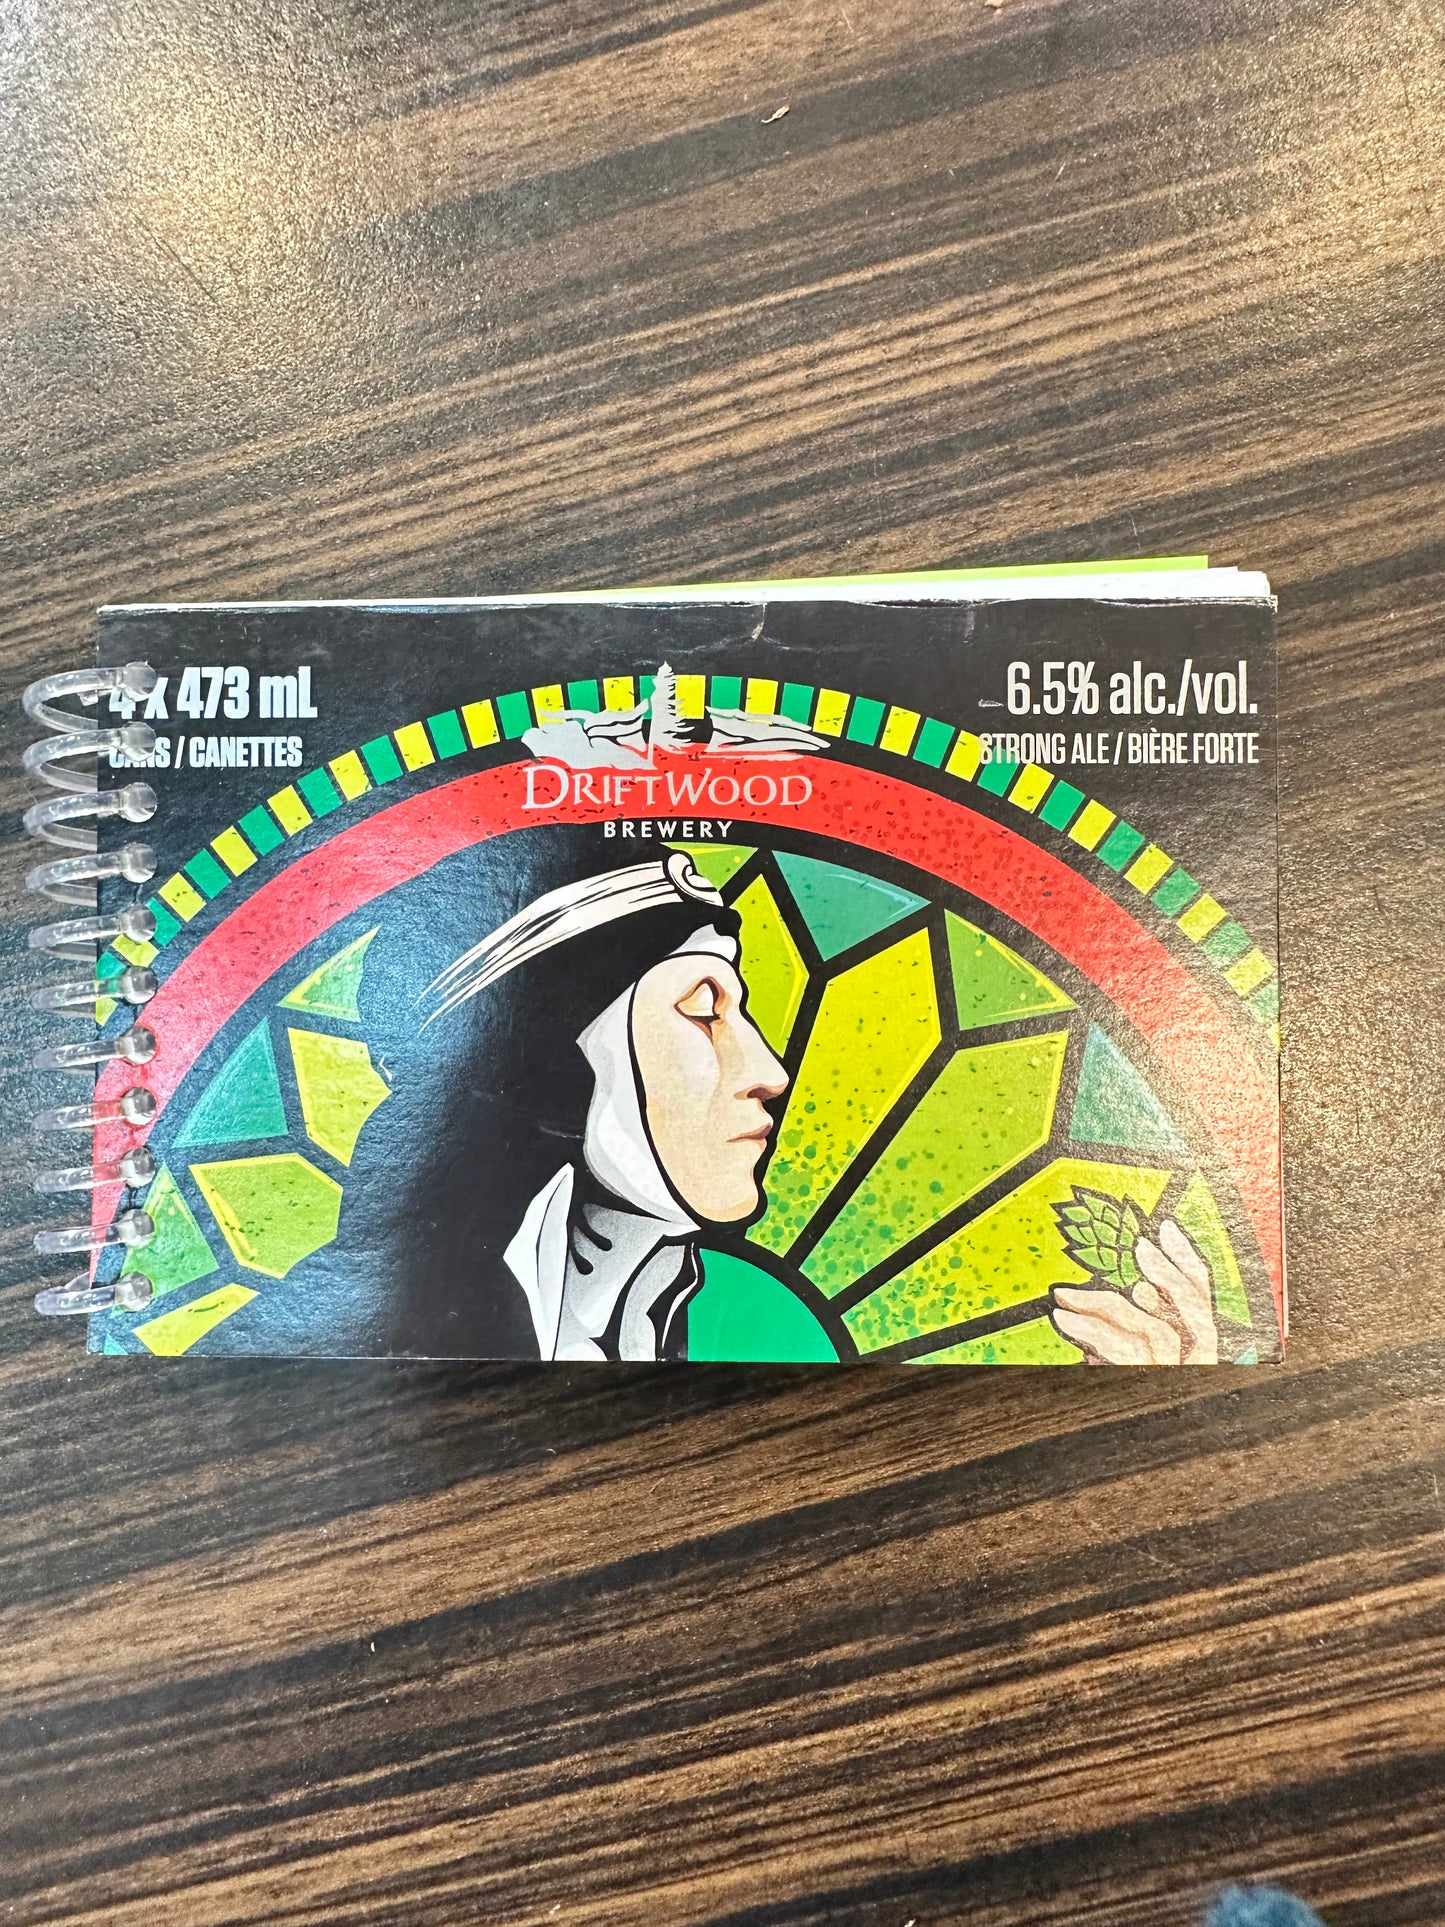 4 x 473 mL
CANS / CANETTES
DRIFTWOOD
BREWERY
6.5% alc./vol.
STRONG ALE / BIÈRE FORTE